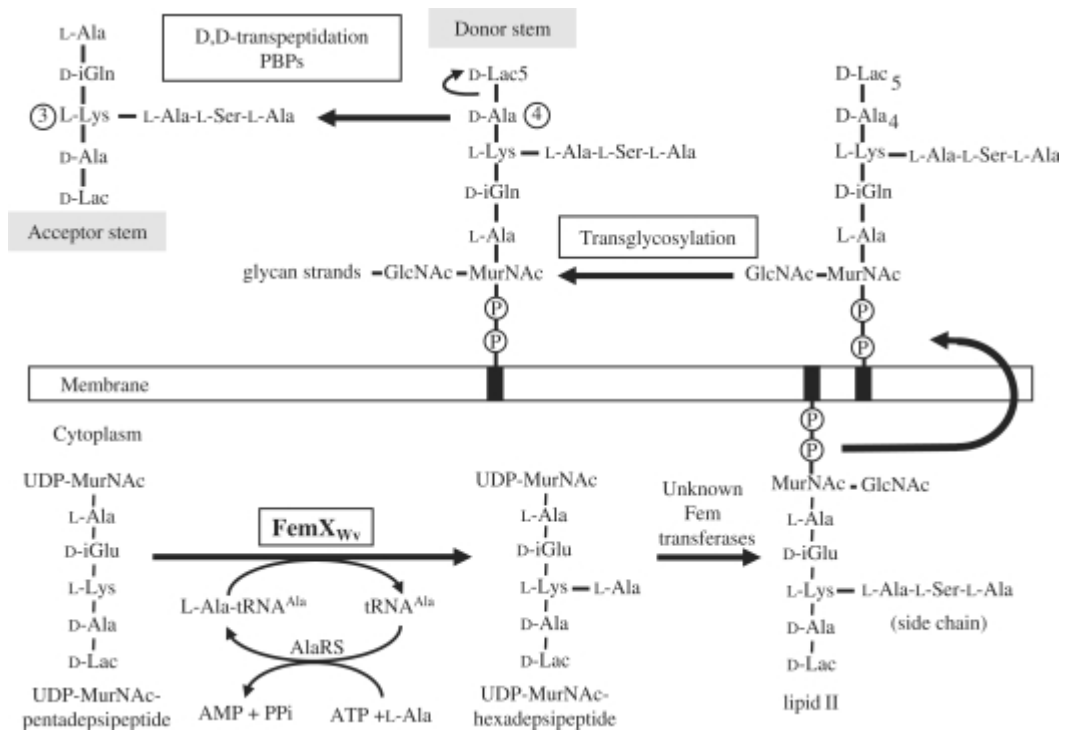 L-Ala
D-iGln
③ L-Lys – L-Ala-L-Ser-L-Ala
D-Ala
D-Lac
Acceptor stem
D,D-transpeptidation
PBPs
Donor stem
D-Lac5
D-Ala ④
L-Lys – L-Ala-L-Ser-L-Ala
D-iGln
L-Ala
glycan strands –GlcNAc–MurNAc
P
P
Transglycosylation
D-Lac 5
D-Ala 4
L-Lys – L-Ala-L-Ser-L-Ala
D-iGln
L-Ala
GlcNAc–MurNAc
P
P
Membrane
Cytoplasm
UDP-MurNAc
L-Ala
D-iGlu
L-Lys
D-Ala
D-Lac
UDP-MurNAc-
pentadepsipeptide
FemXWv
L-Ala-tRNAAla
tRNAAla
AlaRS
AMP + PPi
ATP +L-Ala
UDP-MurNAc
L-Ala
D-iGlu
L-Lys – L-Ala
D-Ala
D-Lac
UDP-MurNAc-
hexadepsipeptide
Unknown
Fem
transferases
P
P
MurNAc - GlcNAc
L-Ala
D-iGlu
L-Lys – L-Ala-L-Ser-L-Ala
(side chain)
D-Ala
D-Lac
lipid II